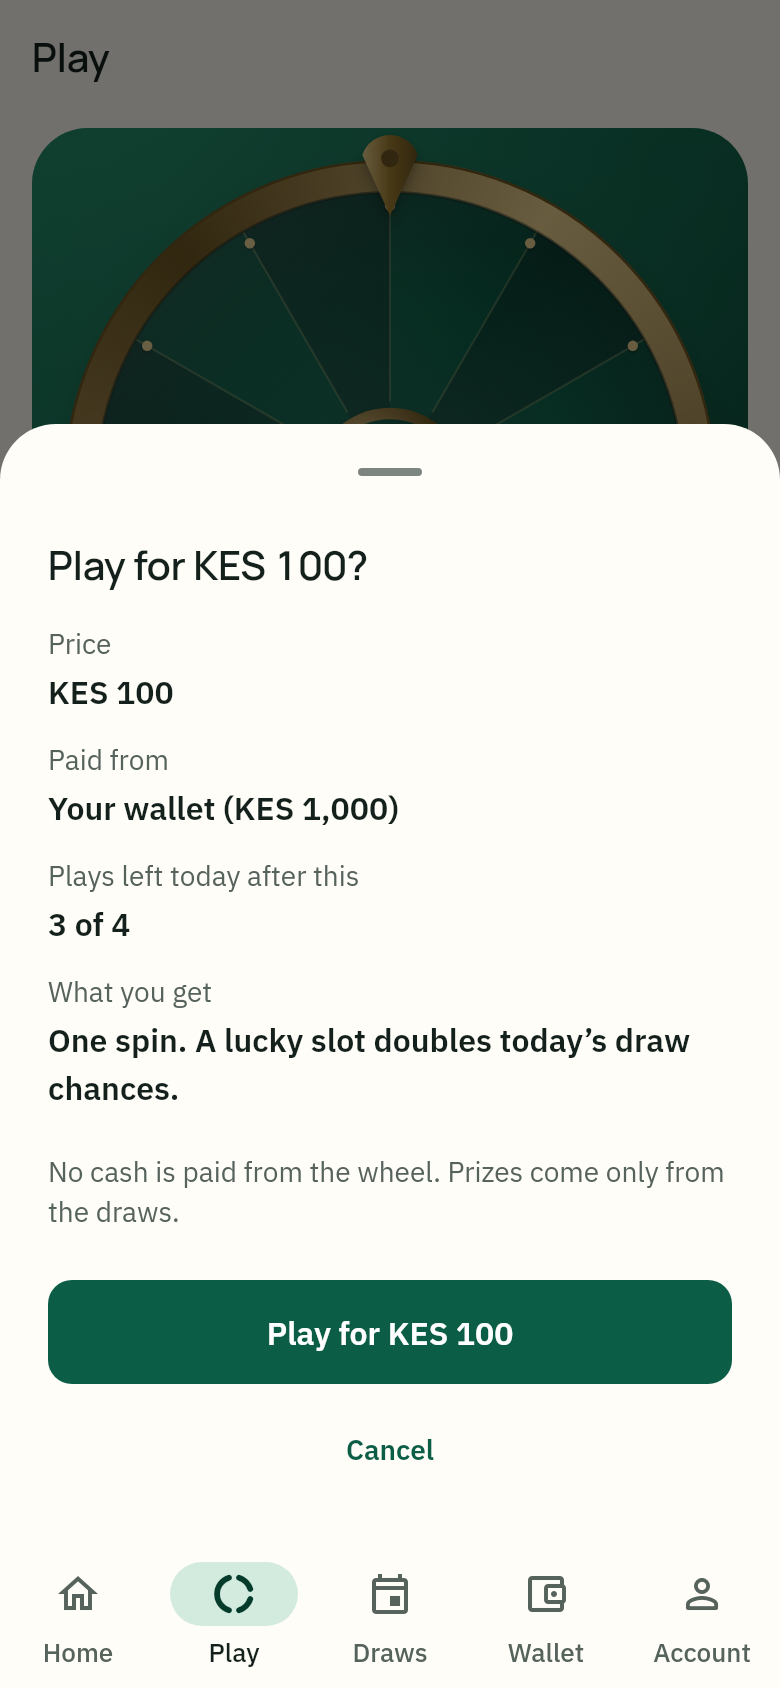 Play
Play for KES 100?
Price
KES 100
Paid from
Your wallet (KES 1,000)
Plays left today after this
3 of 4
What you get
One spin. A lucky slot doubles today’s draw
chances.
No cash is paid from the wheel. Prizes come only from
the draws.
Play for KES 100
Cancel
Home
Play
Draws
Wallet
Account